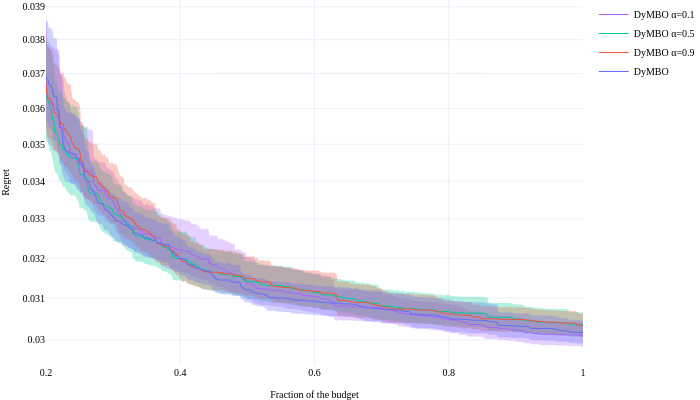 0.039
0.038
0.037
0.036
0.035
0.034
0.033
0.032
0.031
0.03
Regret
0.2
0.4
0.6
0.8
1
Fraction of the budget
DyMBO α=0.1
DyMBO α=0.5
DyMBO α=0.9
DyMBO